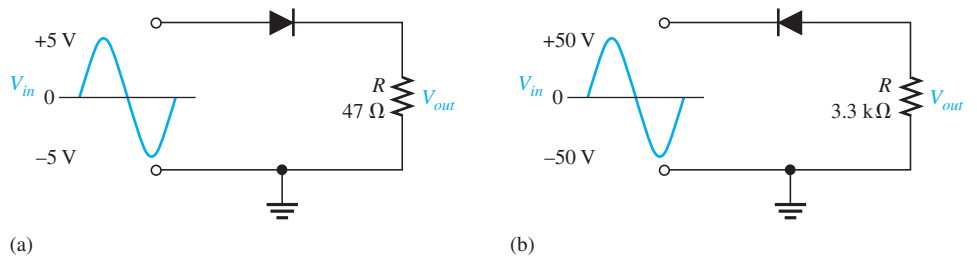 +5 V
V_in 0
–5 V
R
47 Ω
V_out
(a)
+50 V
V_in 0
–50 V
R
3.3 kΩ
V_out
(b)